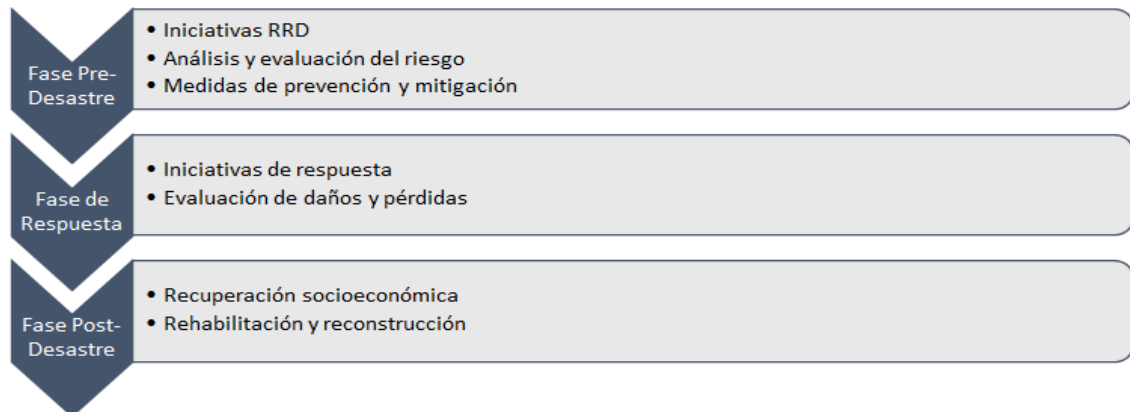 Fase Pre-
Desastre
• Iniciativas RRD
• Análisis y evaluación del riesgo
• Medidas de prevención y mitigación
Fase de
Respuesta
• Iniciativas de respuesta
• Evaluación de daños y pérdidas
Fase Post-
Desastre
• Recuperación socioeconómica
• Rehabilitación y reconstrucción